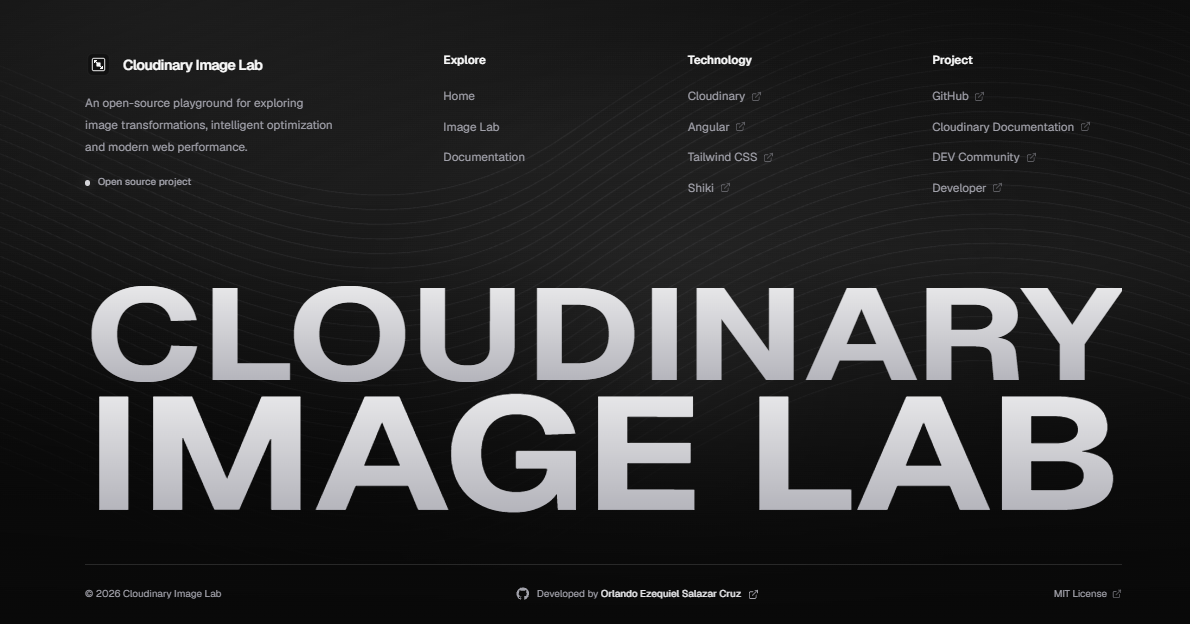 Cloudinary Image Lab
An open-source playground for exploring
image transformations, intelligent optimization
and modern web performance.
Open source project
Explore
Home
Image Lab
Documentation
Technology
Cloudinary
Angular
Tailwind CSS
Shiki
Project
GitHub
Cloudinary Documentation
DEV Community
Developer
CLOUDINARY
IMAGE LAB
© 2026 Cloudinary Image Lab
Developed by Orlando Ezequiel Salazar Cruz
MIT License